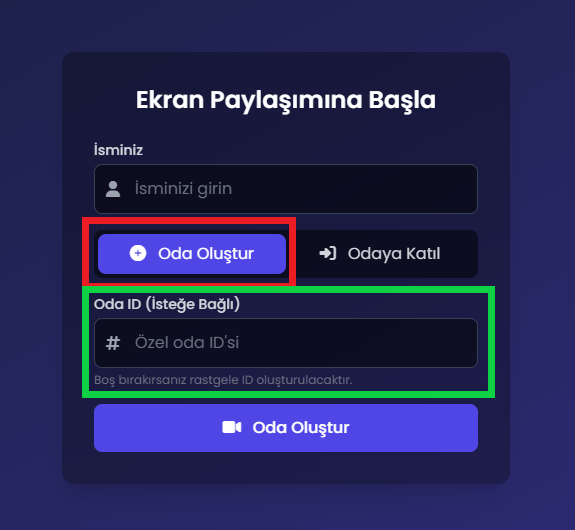 Ekran Paylaşımına Başla
İsminiz
İsminizi girin
Oda Oluştur
Odaya Katıl
Oda ID (İsteğe Bağlı)
# Özel oda ID'si
Boş bırakırsanız rastgele ID oluşturulacaktır.
Oda Oluştur